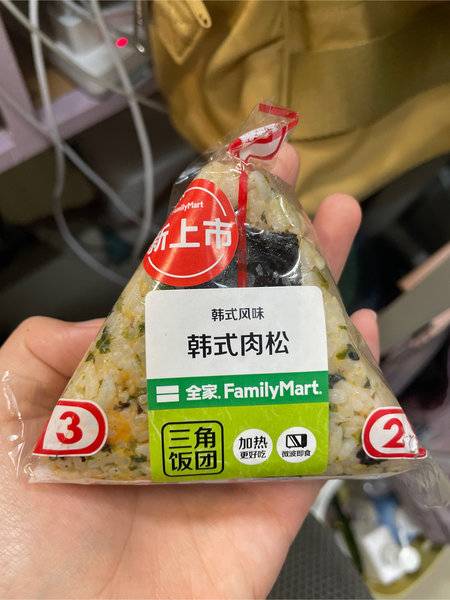 FamilyMart
新上市
韩式风味
韩式肉松
全家 FamilyMart
三角
饭团
加热
更好吃
微波即食
3
2